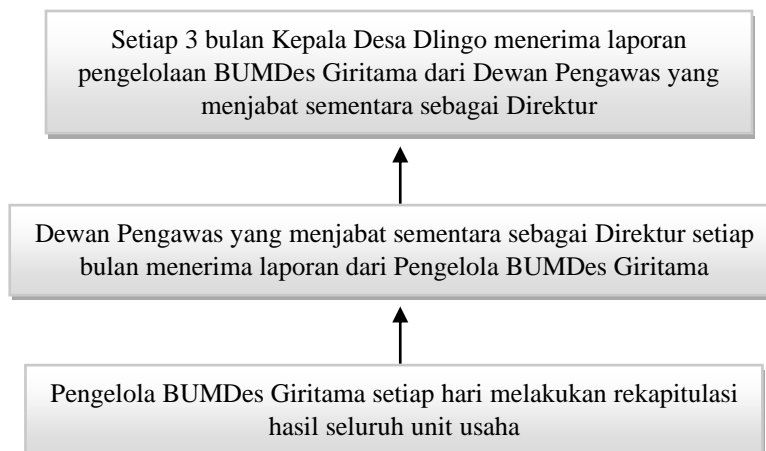 Setiap 3 bulan Kepala Desa Dlingo menerima laporan
pengelolaan BUMDes Giritama dari Dewan Pengawas yang
menjabat sementara sebagai Direktur
Dewan Pengawas yang menjabat sementara sebagai Direktur setiap
bulan menerima laporan dari Pengelola BUMDes Giritama
Pengelola BUMDes Giritama setiap hari melakukan rekapitulasi
hasil seluruh unit usaha